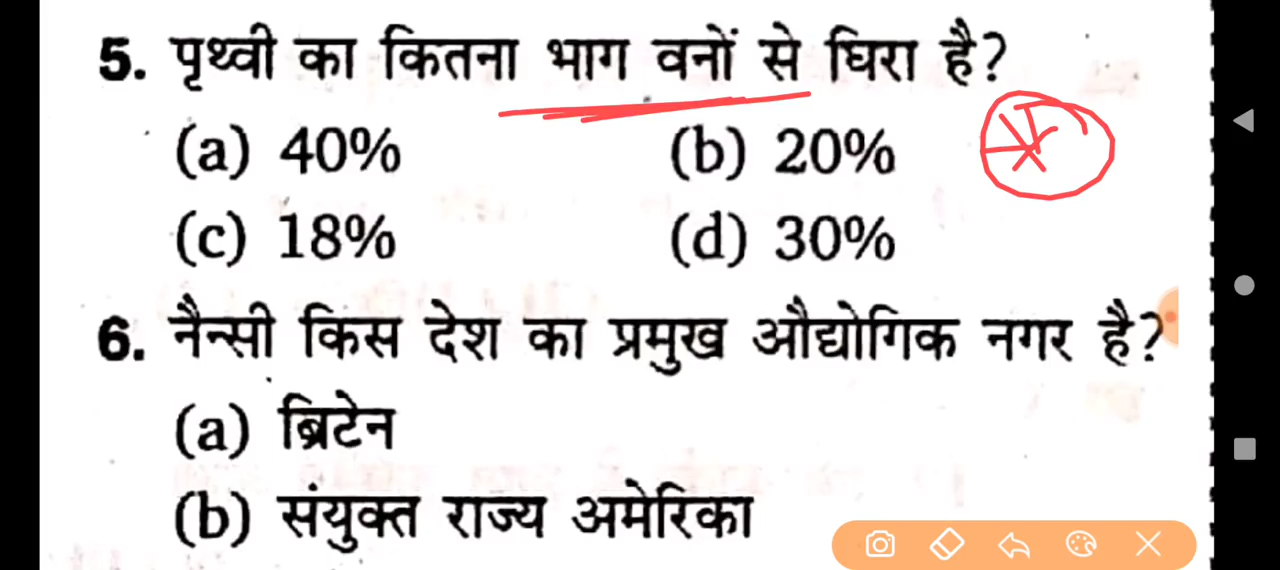 5. पृथ्वी का कितना भाग वनों से घिरा है?
(a) 40% (b) 20%
(c) 18% (d) 30%
6. नैन्सी किस देश का प्रमुख औद्योगिक नगर है?
(a) ब्रिटेन
(b) संयुक्त राज्य अमेरिका